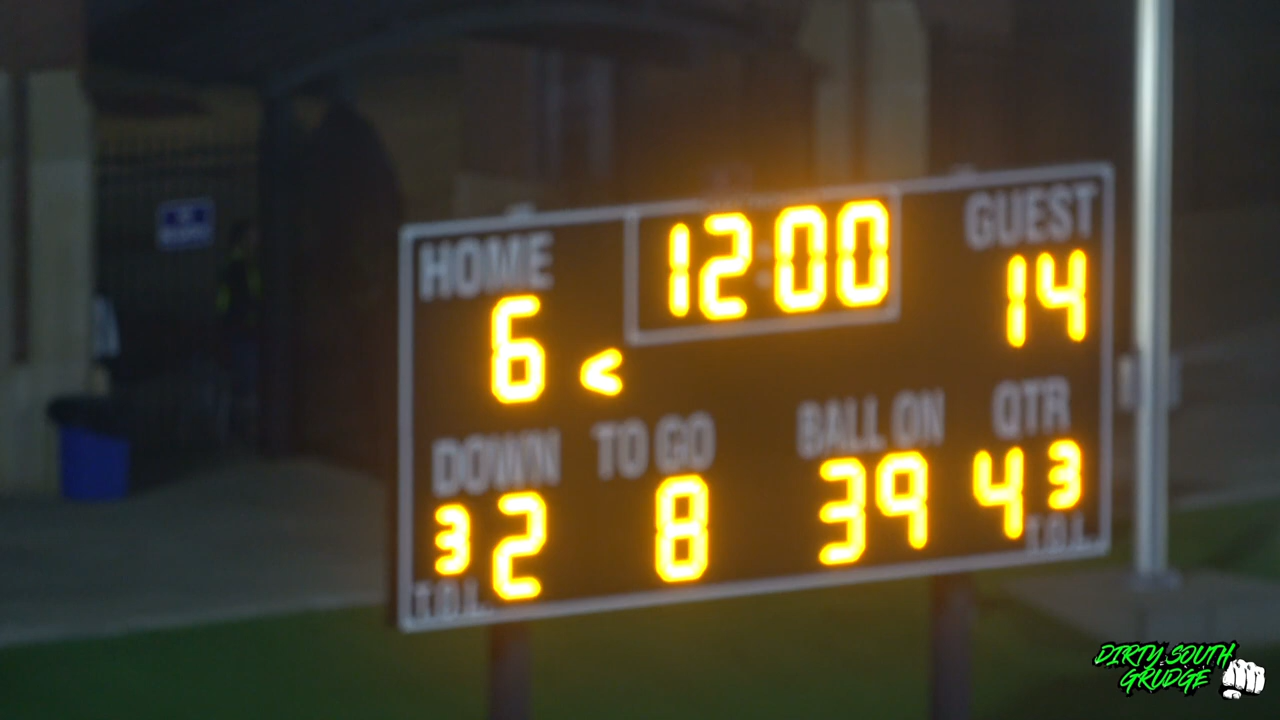 HOME
12:00
GUEST
6 <
14
DOWN
TO GO
BALL ON
QTR
3 2
8
39
4 3
T.O.L.
T.O.L.
DIRTY SOUTH
GRUDGE